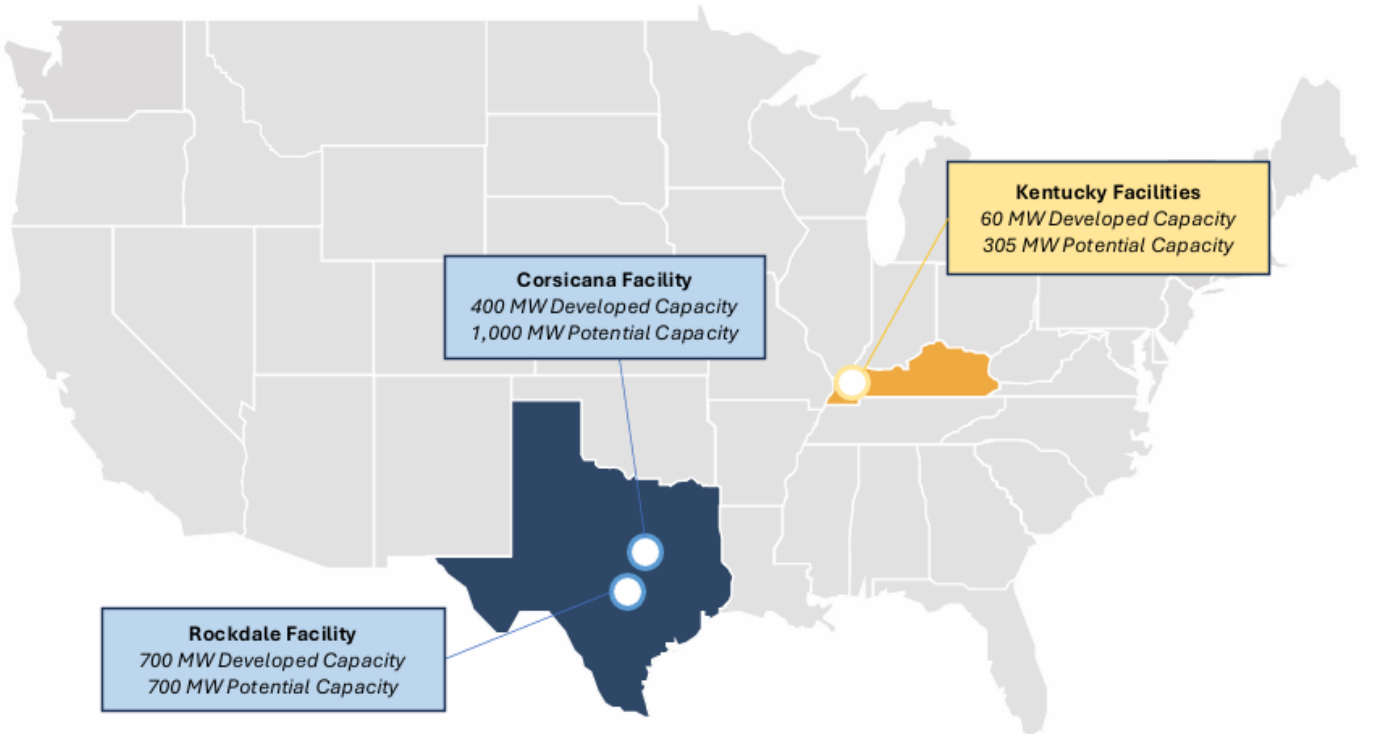 Kentucky Facilities
60 MW Developed Capacity
305 MW Potential Capacity
Corsicana Facility
400 MW Developed Capacity
1,000 MW Potential Capacity
Rockdale Facility
700 MW Developed Capacity
700 MW Potential Capacity